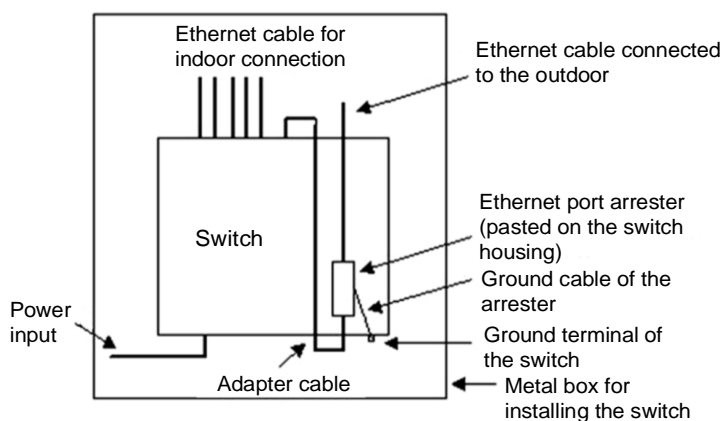 Ethernet cable for
indoor connection
Ethernet cable connected
to the outdoor
Ethernet port arrester
(pasted on the switch
housing)
Switch
Ground cable of the
arrester
Power
input
Ground terminal of
the switch
Adapter cable
Metal box for
installing the switch